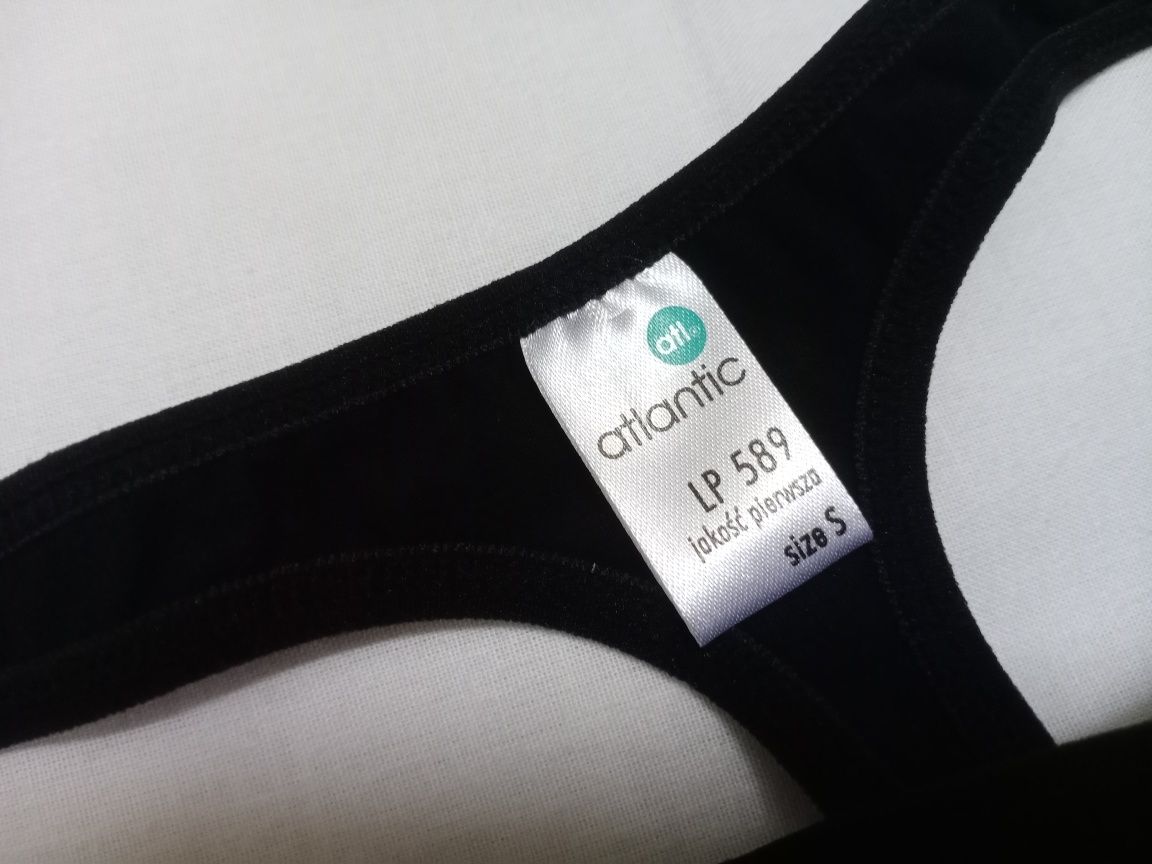 atl.
atlantic
LP 589
jakość pierwsza
size S